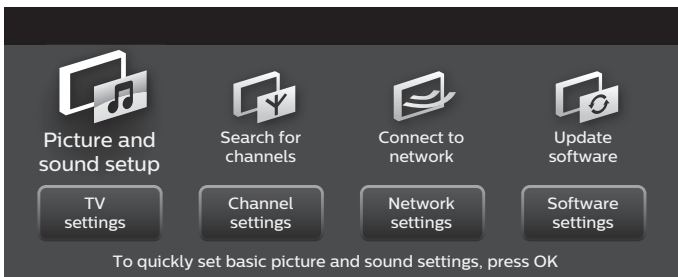 Picture and
sound setup
Search for
channels
Connect to
network
Update
software
TV
settings
Channel
settings
Network
settings
Software
settings
To quickly set basic picture and sound settings, press OK